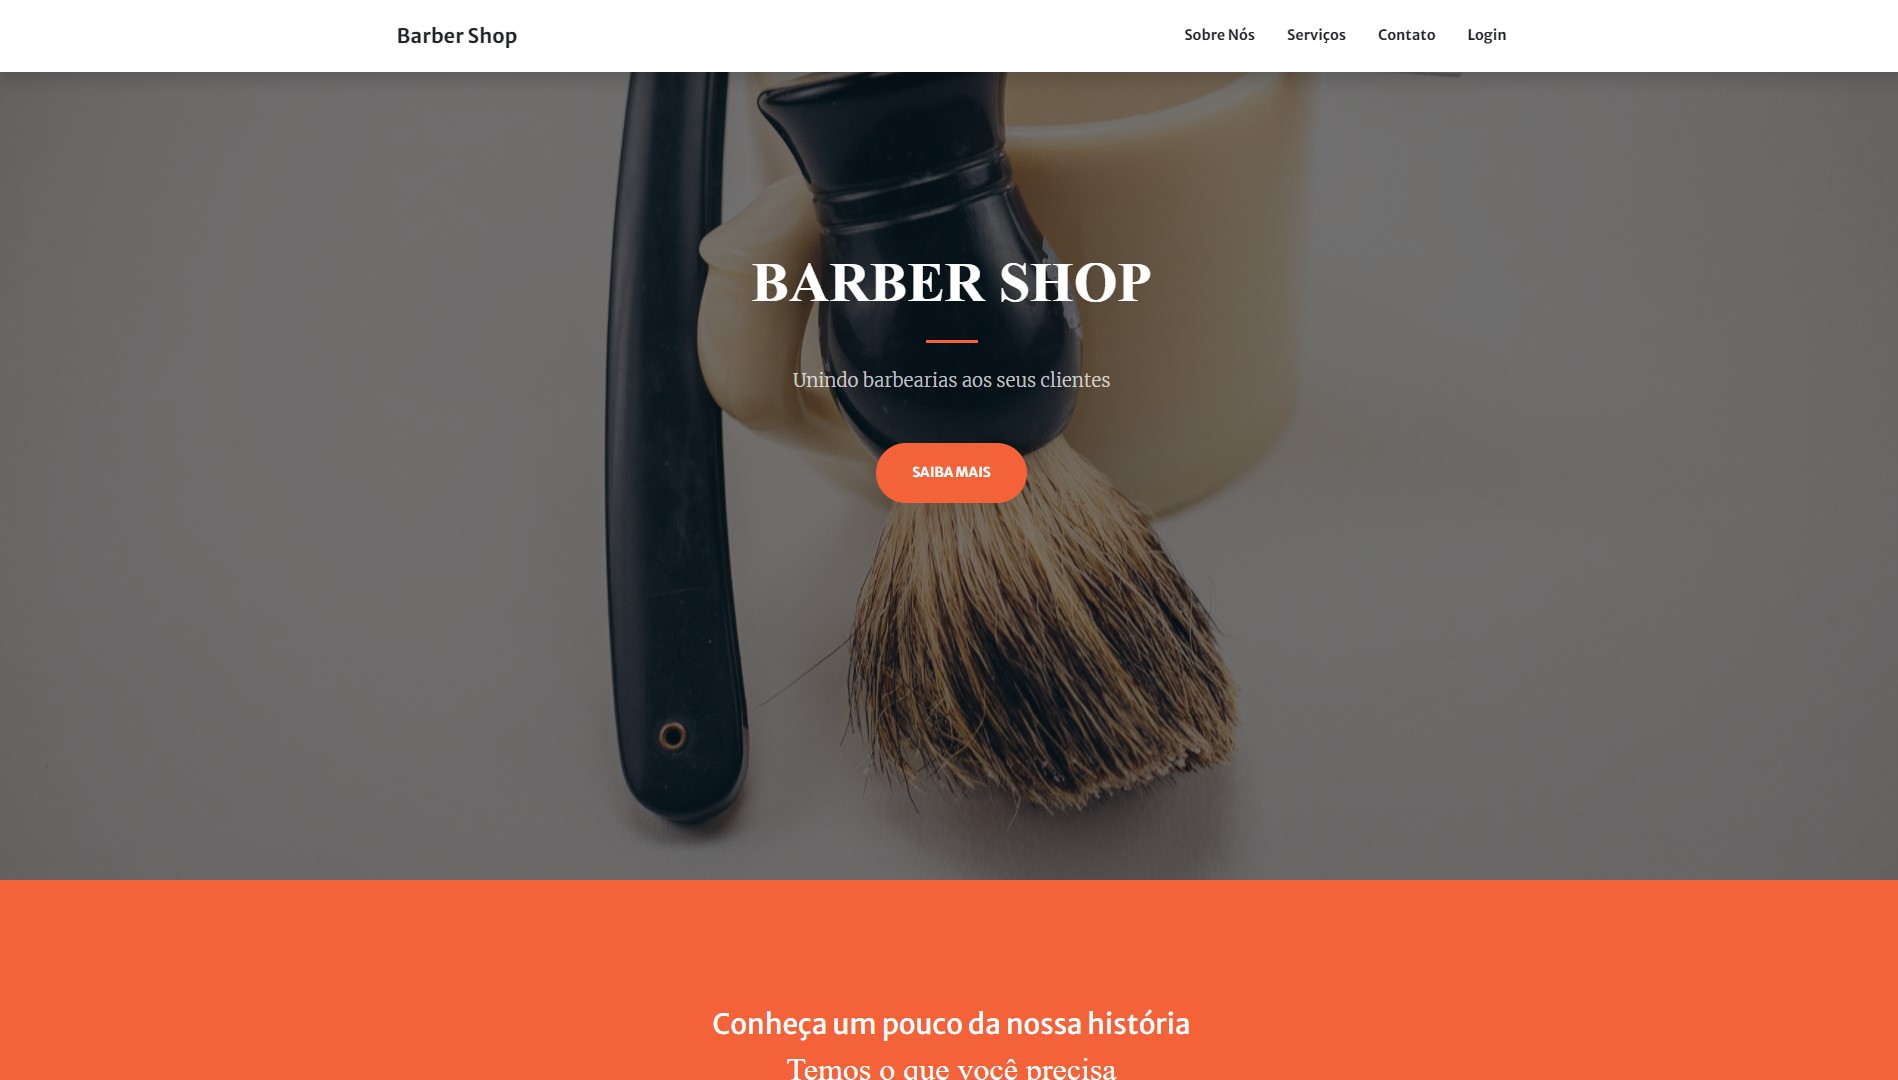 Barber Shop
Sobre Nós Serviços Contato Login
BARBER SHOP
Unindo barbearias aos seus clientes
SAIBA MAIS
Conheça um pouco da nossa história
Temos o que você precisa